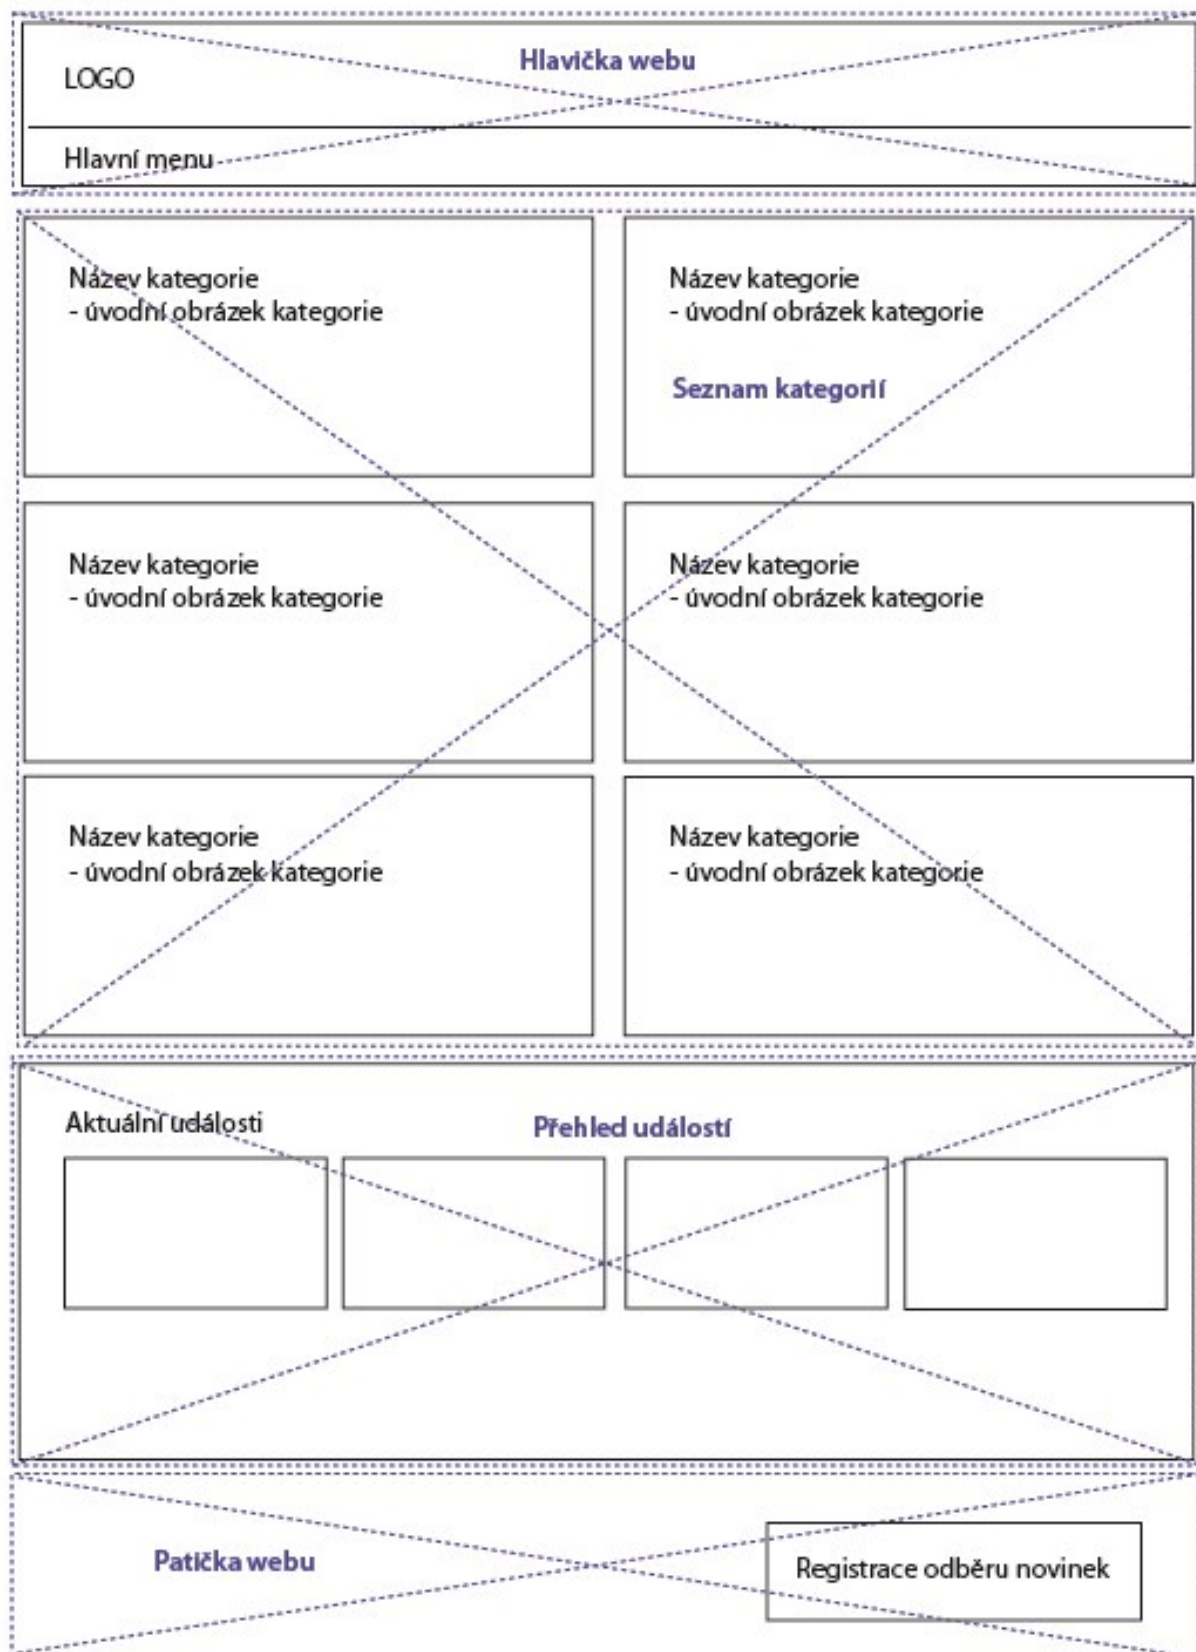 Hlavička webu
LOGO
Hlavní menu
Název kategorie
- úvodní obrázek kategorie
Název kategorie
- úvodní obrázek kategorie
Seznam kategorií
Název kategorie
- úvodní obrázek kategorie
Název kategorie
- úvodní obrázek kategorie
Název kategorie
- úvodní obrázek kategorie
Název kategorie
- úvodní obrázek kategorie
Aktuální události
Přehled událostí
Patička webu
Registrace odběru novinek